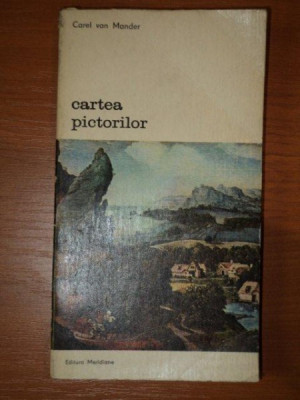 Carel van Mander
cartea
pictorilor
Editura Meridiane